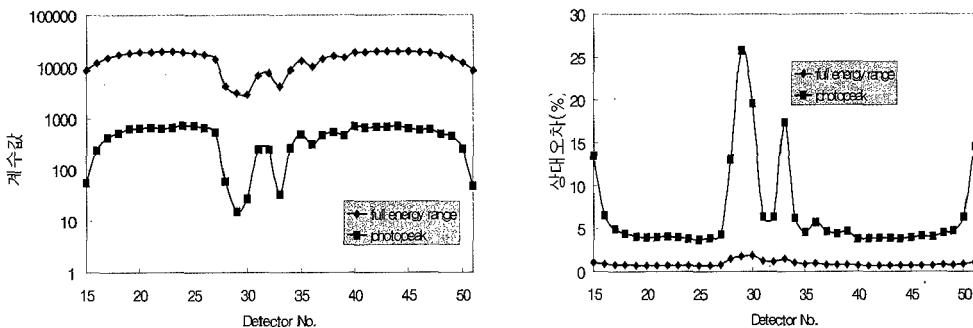 계수값
100000
10000
1000
100
10
1
15 20 25 30 35 40 45 50
Detector No.
full energy range
photopeak
상대오차(%)
30
25
20
15
10
5
0
15 20 25 30 35 40 45 50
Detector No.
full energy range
photopeak